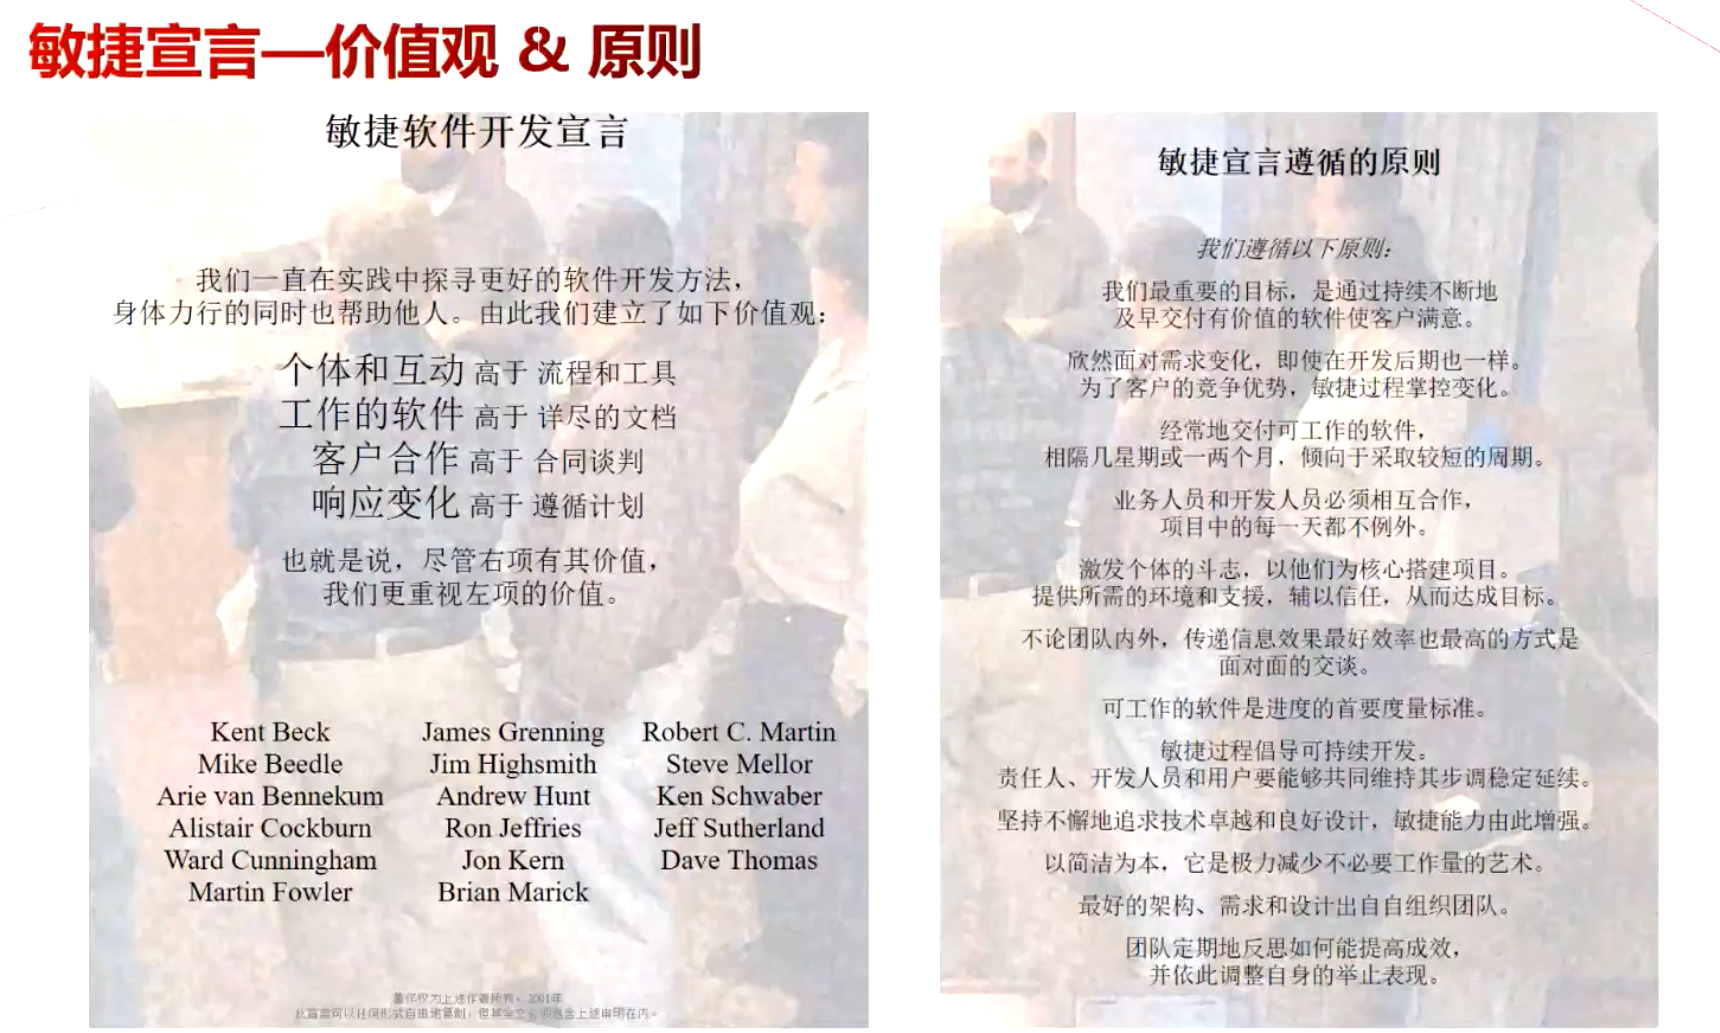 敏捷宣言—价值观 & 原则
敏捷软件开发宣言
我们一直在实践中探寻更好的软件开发方法，
身体力行的同时也帮助他人。由此我们建立了如下价值观：
个体和互动 高于 流程和工具
工作的软件 高于 详尽的文档
客户合作 高于 合同谈判
响应变化 高于 遵循计划
也就是说，尽管右项有其价值，
我们更重视左项的价值。
Kent Beck
Mike Beedle
Arie van Bennekum
Alistair Cockburn
Ward Cunningham
Martin Fowler
James Grenning
Jim Highsmith
Andrew Hunt
Ron Jeffries
Jon Kern
Brian Marick
Robert C. Martin
Steve Mellor
Ken Schwaber
Jeff Sutherland
Dave Thomas
著作权为上述作者所有，2001年
此宣言可以任何形式自由地复制，但其全文必须包含上述申明在内。
敏捷宣言遵循的原则
我们遵循以下原则：
我们最重要的目标，是通过持续不断地
及早交付有价值的软件使客户满意。
欣然面对需求变化，即使在开发后期也一样。
为了客户的竞争优势，敏捷过程掌控变化。
经常地交付可工作的软件，
相隔几星期或一两个月，倾向于采取较短的周期。
业务人员和开发人员必须相互合作，
项目中的每一天都不例外。
激发个体的斗志，以他们为核心搭建项目。
提供所需的环境和支援，辅以信任，从而达成目标。
不论团队内外，传递信息效果最好效率也最高的方式是
面对面的交谈。
可工作的软件是进度的首要度量标准。
敏捷过程倡导可持续开发。
责任人、开发人员和用户要能够共同维持其步调稳定延续。
坚持不懈地追求技术卓越和良好设计，敏捷能力由此增强。
以简洁为本，它是极力减少不必要工作量的艺术。
最好的架构、需求和设计出自自组织团队。
团队定期地反思如何能提高成效，
并依此调整自身的举止表现。